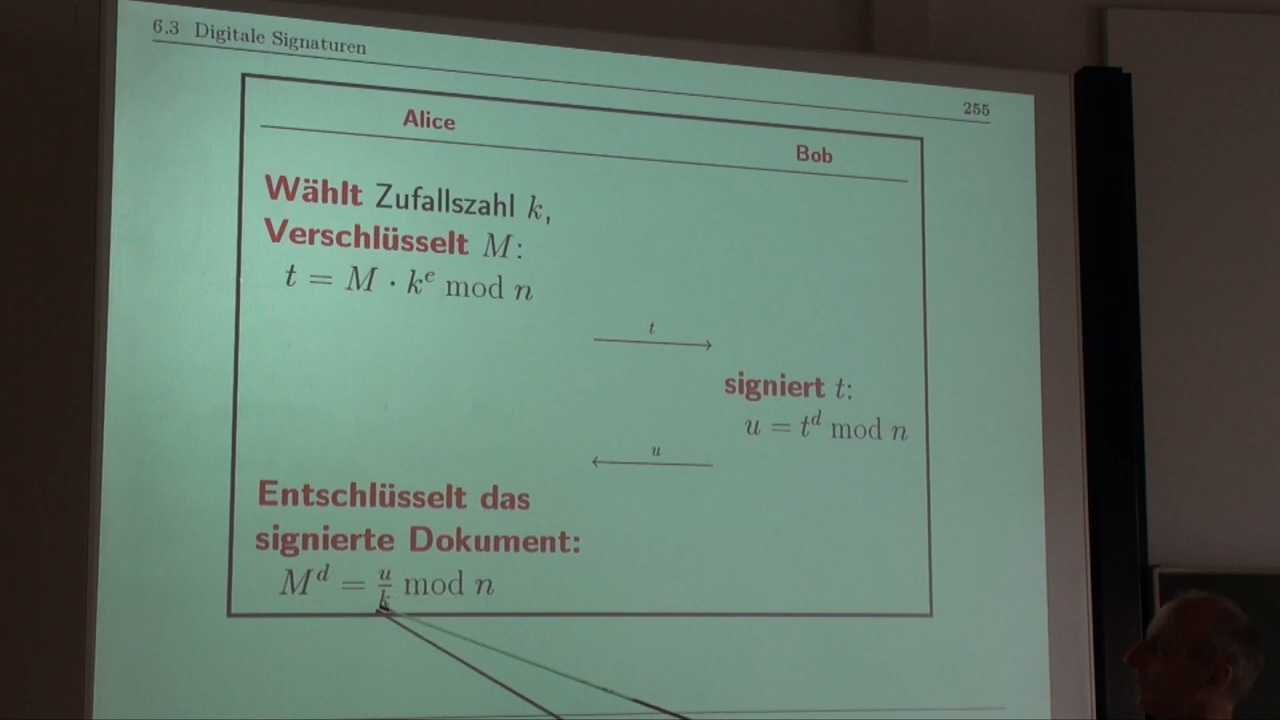 6.3 Digitale Signaturen
255
Alice
Bob
Wählt Zufallszahl k,
Verschlüsselt M:
t = M · k^e mod n
t
signiert t:
u = t^d mod n
u
Entschlüsselt das
signierte Dokument:
M^d = u/k mod n